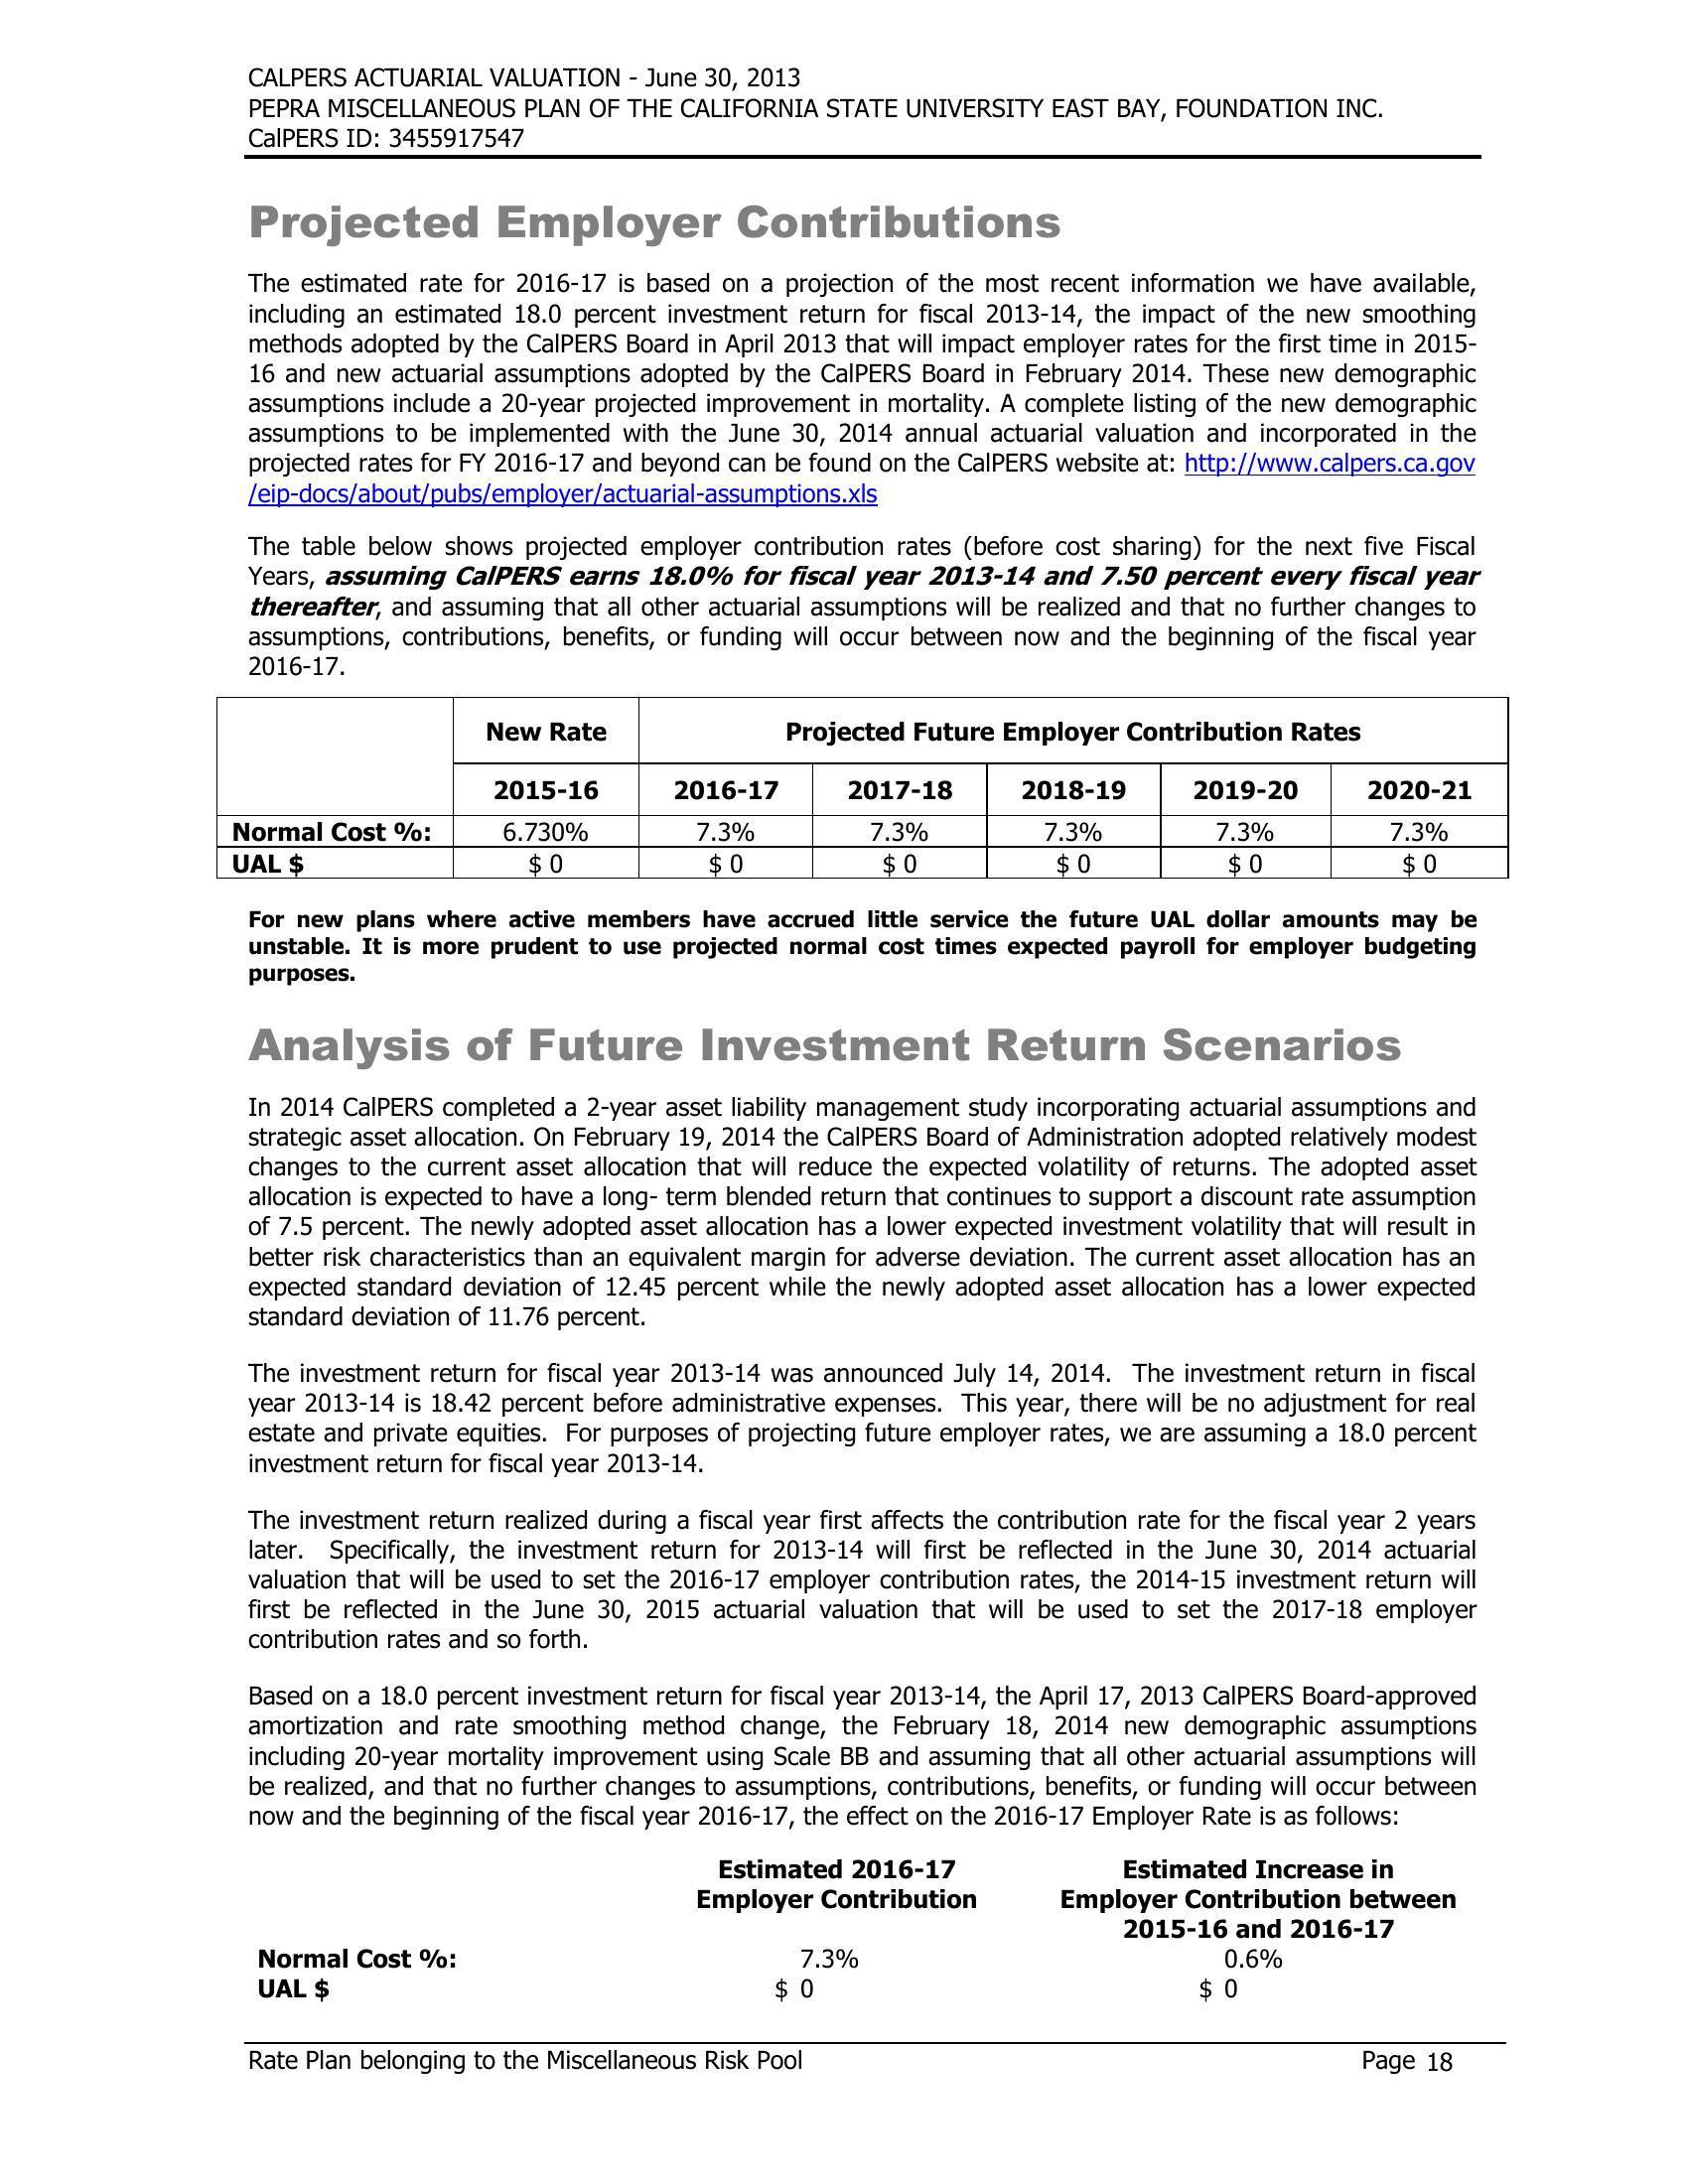 CALPERS ACTUARIAL VALUATION - June 30, 2013
PEPRA MISCELLANEOUS PLAN OF THE CALIFORNIA STATE UNIVERSITY EAST BAY, FOUNDATION INC.
CalPERS ID: 3455917547
Projected Employer Contributions
The estimated rate for 2016-17 is based on a projection of the most recent information we have available,
including an estimated 18.0 percent investment return for fiscal 2013-14, the impact of the new smoothing
methods adopted by the CalPERS Board in April 2013 that will impact employer rates for the first time in 2015-
16 and new actuarial assumptions adopted by the CalPERS Board in February 2014. These new demographic
assumptions include a 20-year projected improvement in mortality. A complete listing of the new demographic
assumptions to be implemented with the June 30, 2014 annual actuarial valuation and incorporated in the
projected rates for FY 2016-17 and beyond can be found on the CalPERS website at: http://www.calpers.ca.gov
/eip-docs/about/pubs/employer/actuarial-assumptions.xls
The table below shows projected employer contribution rates (before cost sharing) for the next five Fiscal
Years, assuming CalPERS earns 18.0% for fiscal year 2013-14 and 7.50 percent every fiscal year
thereafter, and assuming that all other actuarial assumptions will be realized and that no further changes to
assumptions, contributions, benefits, or funding will occur between now and the beginning of the fiscal year
2016-17.
New Rate Projected Future Employer Contribution Rates
2015-16 2016-17 2017-18 2018-19 2019-20 2020-21
Normal Cost %: 6.730% 7.3% 7.3% 7.3% 7.3% 7.3%
UAL $ $ 0 $ 0 $ 0 $ 0 $ 0 $ 0
For new plans where active members have accrued little service the future UAL dollar amounts may be
unstable. It is more prudent to use projected normal cost times expected payroll for employer budgeting
purposes.
Analysis of Future Investment Return Scenarios
In 2014 CalPERS completed a 2-year asset liability management study incorporating actuarial assumptions and
strategic asset allocation. On February 19, 2014 the CalPERS Board of Administration adopted relatively modest
changes to the current asset allocation that will reduce the expected volatility of returns. The adopted asset
allocation is expected to have a long- term blended return that continues to support a discount rate assumption
of 7.5 percent. The newly adopted asset allocation has a lower expected investment volatility that will result in
better risk characteristics than an equivalent margin for adverse deviation. The current asset allocation has an
expected standard deviation of 12.45 percent while the newly adopted asset allocation has a lower expected
standard deviation of 11.76 percent.
The investment return for fiscal year 2013-14 was announced July 14, 2014. The investment return in fiscal
year 2013-14 is 18.42 percent before administrative expenses. This year, there will be no adjustment for real
estate and private equities. For purposes of projecting future employer rates, we are assuming a 18.0 percent
investment return for fiscal year 2013-14.
The investment return realized during a fiscal year first affects the contribution rate for the fiscal year 2 years
later. Specifically, the investment return for 2013-14 will first be reflected in the June 30, 2014 actuarial
valuation that will be used to set the 2016-17 employer contribution rates, the 2014-15 investment return will
first be reflected in the June 30, 2015 actuarial valuation that will be used to set the 2017-18 employer
contribution rates and so forth.
Based on a 18.0 percent investment return for fiscal year 2013-14, the April 17, 2013 CalPERS Board-approved
amortization and rate smoothing method change, the February 18, 2014 new demographic assumptions
including 20-year mortality improvement using Scale BB and assuming that all other actuarial assumptions will
be realized, and that no further changes to assumptions, contributions, benefits, or funding will occur between
now and the beginning of the fiscal year 2016-17, the effect on the 2016-17 Employer Rate is as follows:
Estimated 2016-17 Estimated Increase in
Employer Contribution Employer Contribution between
2015-16 and 2016-17
Normal Cost %: 7.3% 0.6%
UAL $ $ 0 $ 0
Rate Plan belonging to the Miscellaneous Risk Pool Page 18